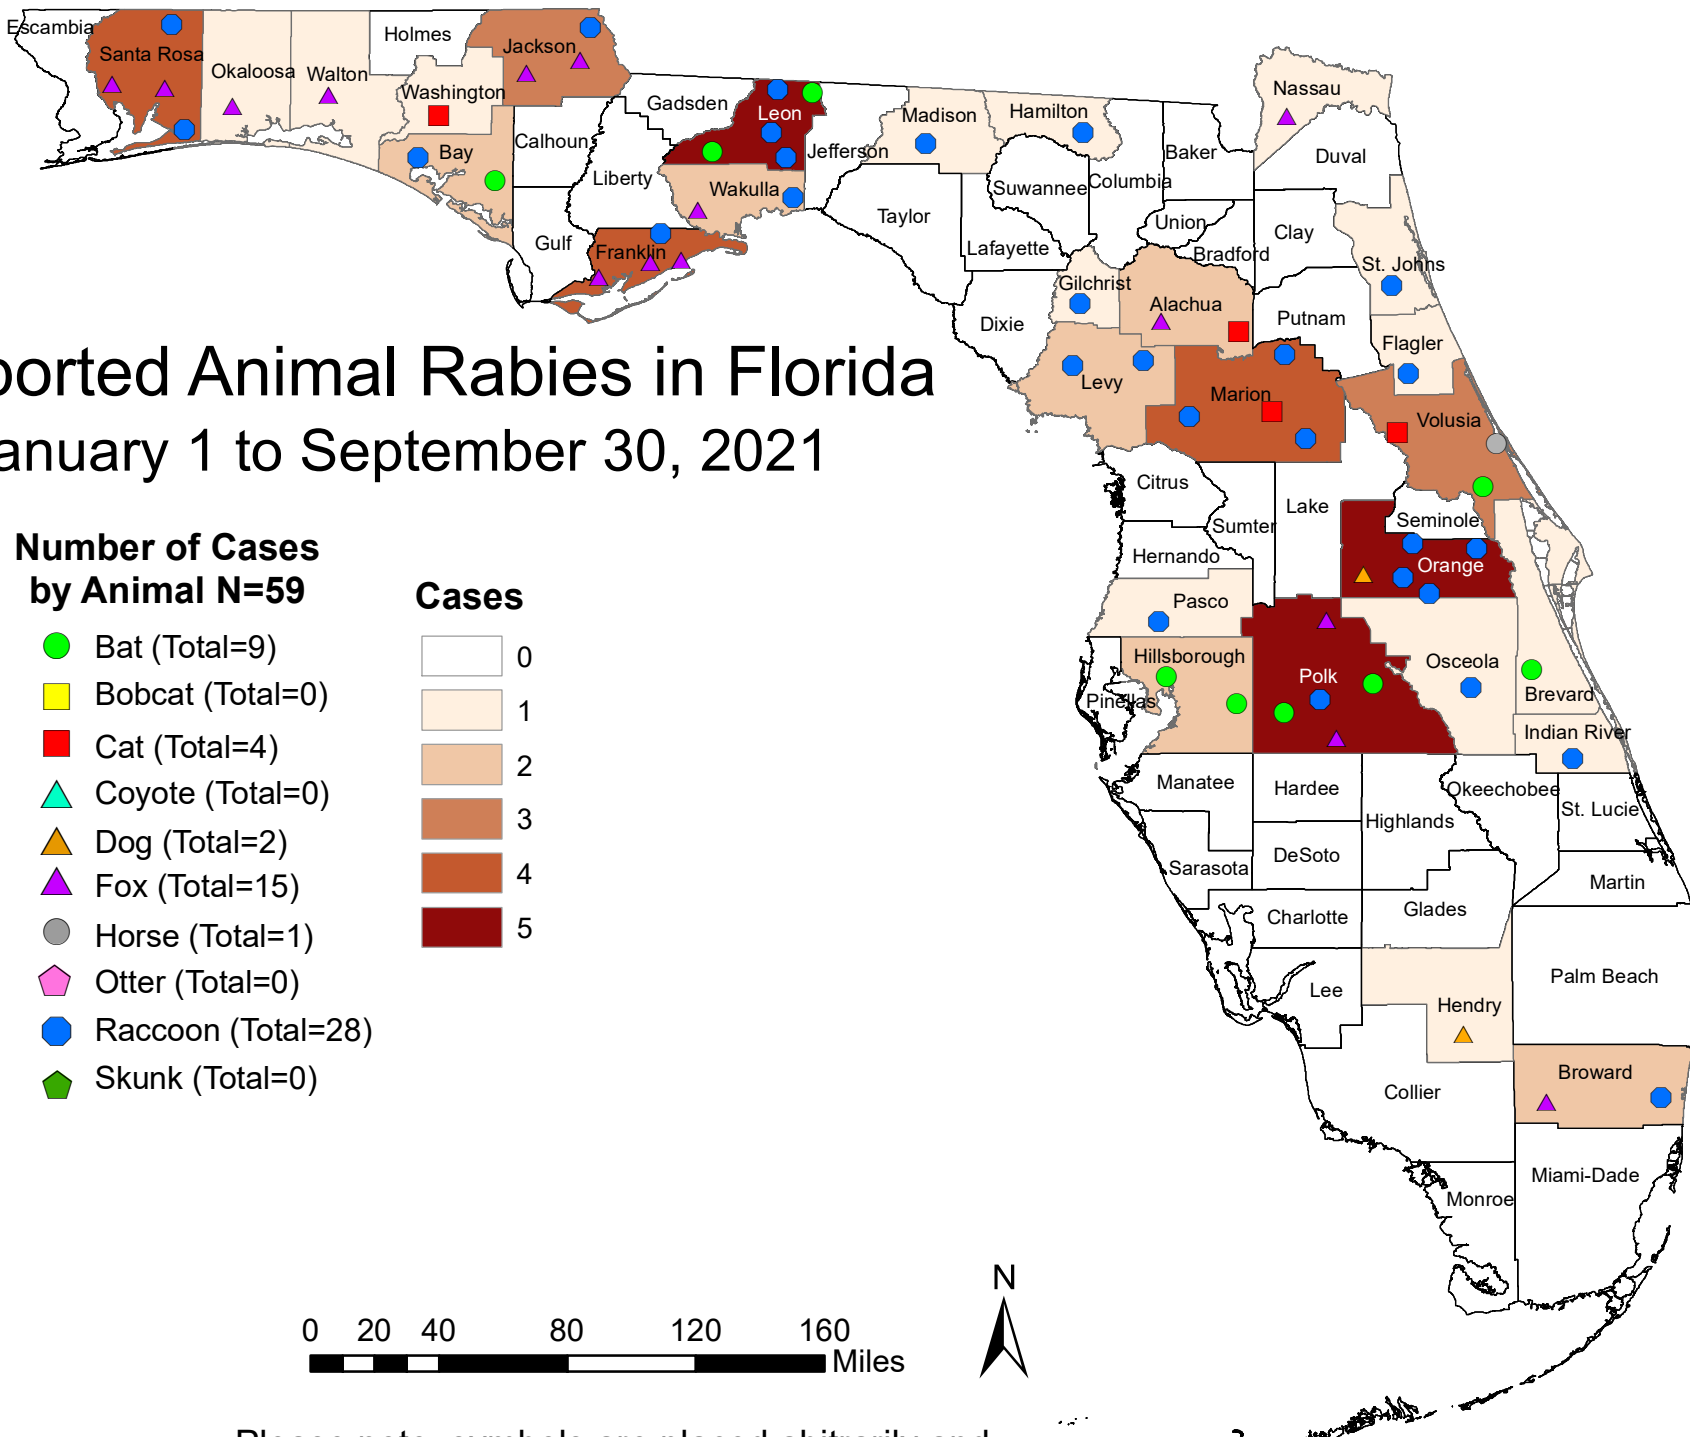 Escambia
Santa Rosa
Okaloosa
Walton
Holmes
Washington
Jackson
Bay
Calhoun
Gulf
Gadsden
Liberty
Leon
Wakulla
Franklin
Jefferson
Madison
Hamilton
Taylor
Suwannee
Columbia
Lafayette
Dixie
Baker
Nassau
Duval
Union
Bradford
Clay
St. Johns
Gilchrist
Alachua
Putnam
Flagler
Levy
Marion
Volusia
Citrus
Sumter
Lake
Seminole
Hernando
Orange
Pasco
Hillsborough
Pinellas
Polk
Osceola
Brevard
Indian River
Manatee
Hardee
Highlands
Okeechobee
St. Lucie
Sarasota
DeSoto
Martin
Charlotte
Glades
Lee
Hendry
Palm Beach
Collier
Broward
Miami-Dade
Monroe
ported Animal Rabies in Florida
anuary 1 to September 30, 2021
Number of Cases
by Animal N=59
Bat (Total=9)
Bobcat (Total=0)
Cat (Total=4)
Coyote (Total=0)
Dog (Total=2)
Fox (Total=15)
Horse (Total=1)
Otter (Total=0)
Raccoon (Total=28)
Skunk (Total=0)
Cases
0
1
2
3
4
5
N
0 20 40 80 120 160
Miles